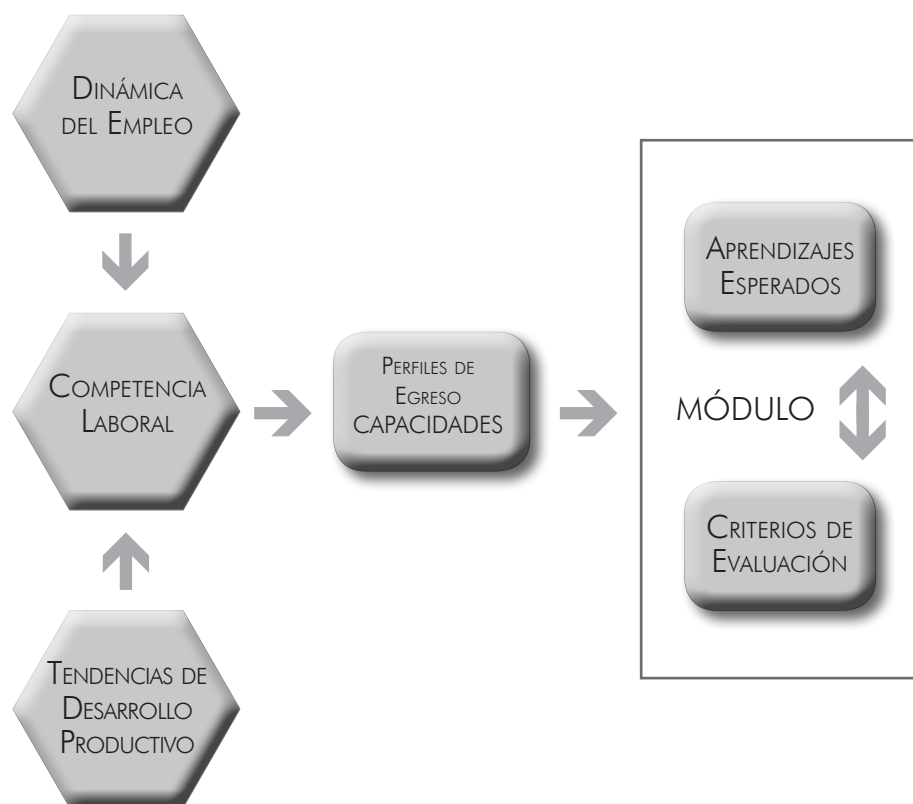 Dinámica
del Empleo
Competencia
Laboral
Tendencias de
Desarrollo
Productivo
Perfiles de
Egreso
CAPACIDADES
Aprendizajes
Esperados
MÓDULO
Criterios de
Evaluación